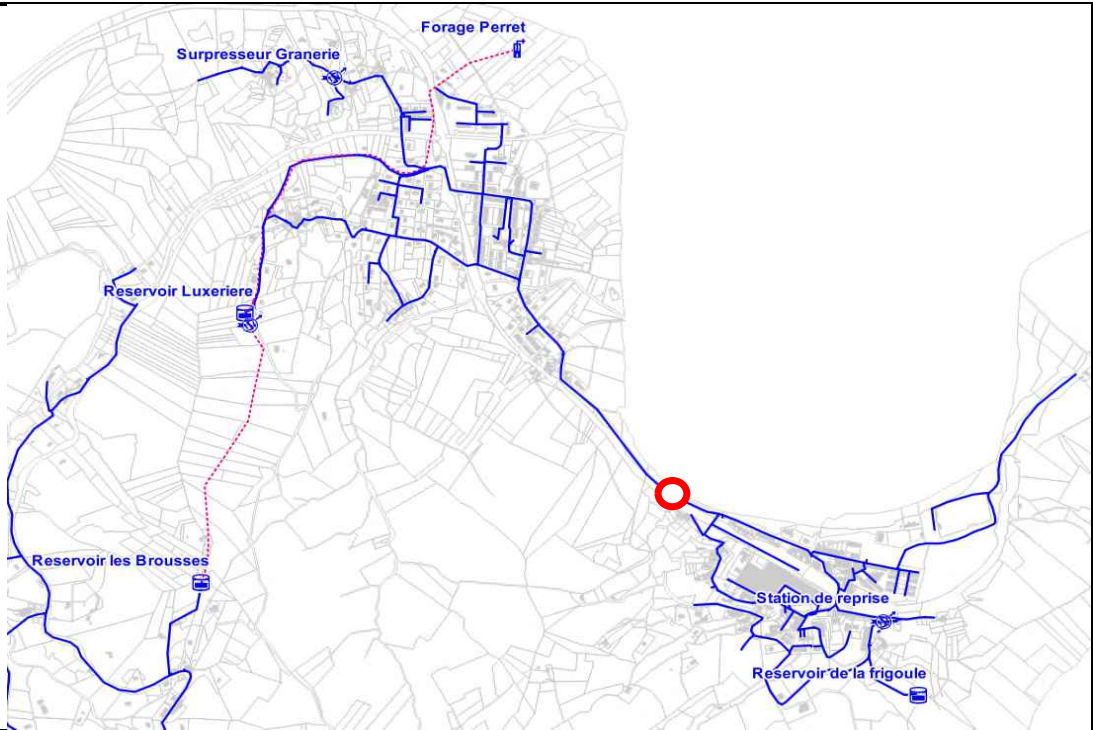 Forage Perret
Surpresseur Granerie
Reservoir Luxeriere
Reservoir les Brousses
Station de reprise
Reservoir de la frigoule